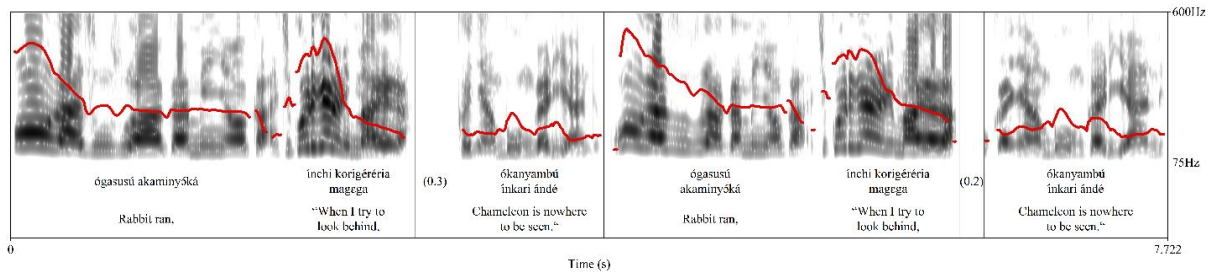 600Hz
75Hz
ógasusú akaminyóká
ínchi korigéréria
magega
(0.3)
ókanyambú
ínkari ándé
ógasusú
akaminyóká
ínchi korigéréria
magega
(0.2)
ókanyambú
ínkari ándé
Rabbit ran,
“When I try to
look behind,
Chameleon is nowhere
to be seen.“
Rabbit ran,
“When I try to
look behind,
Chameleon is nowhere
to be seen.“
0
7.722
Time (s)